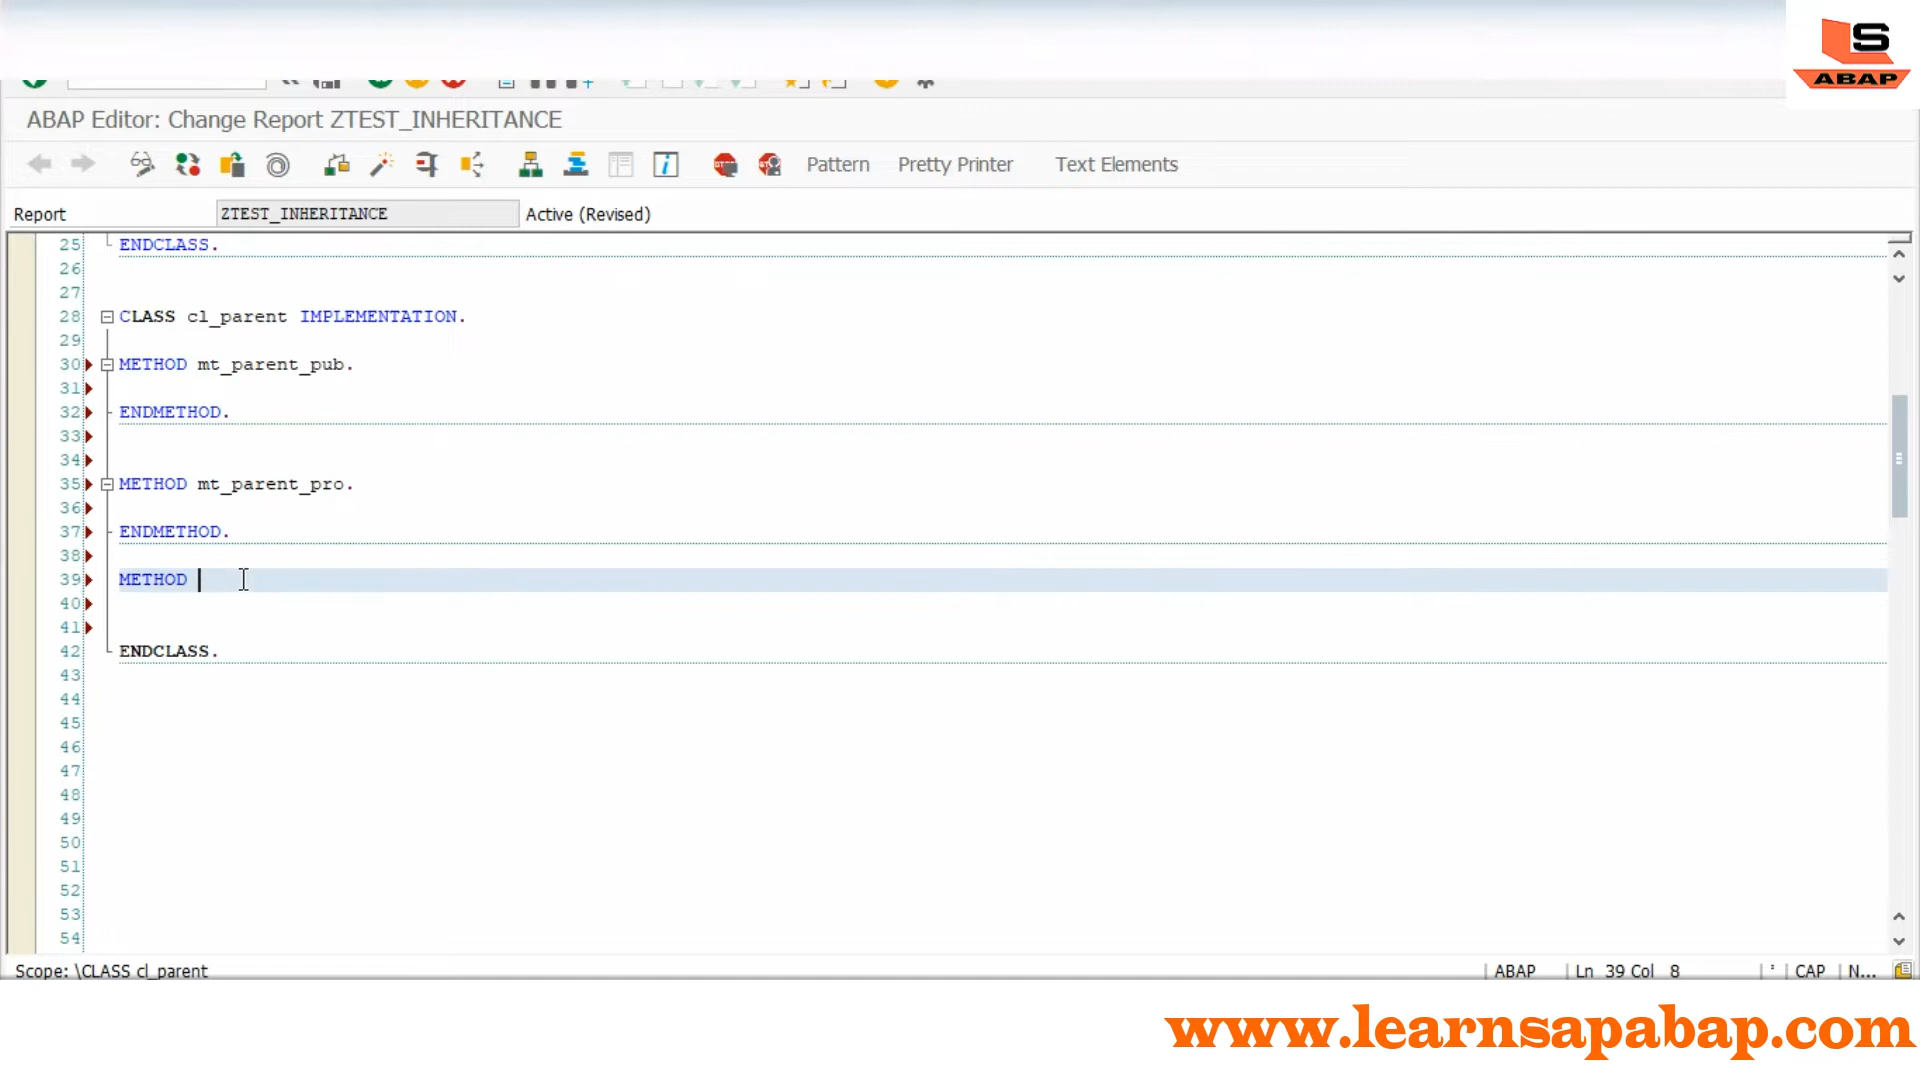 S
ABAP
ABAP Editor: Change Report ZTEST_INHERITANCE
Pattern Pretty Printer Text Elements
Report ZTEST_INHERITANCE Active (Revised)
25 ENDCLASS.
26
27
28 CLASS cl_parent IMPLEMENTATION.
29
30 METHOD mt_parent_pub.
31
32 ENDMETHOD.
33
34
35 METHOD mt_parent_pro.
36
37 ENDMETHOD.
38
39 METHOD
40
41
42 ENDCLASS.
43
44
45
46
47
48
49
50
51
52
53
54
Scope: \CLASS cl_parent ABAP Ln 39 Col 8 CAP N...
www.learnsapabap.com